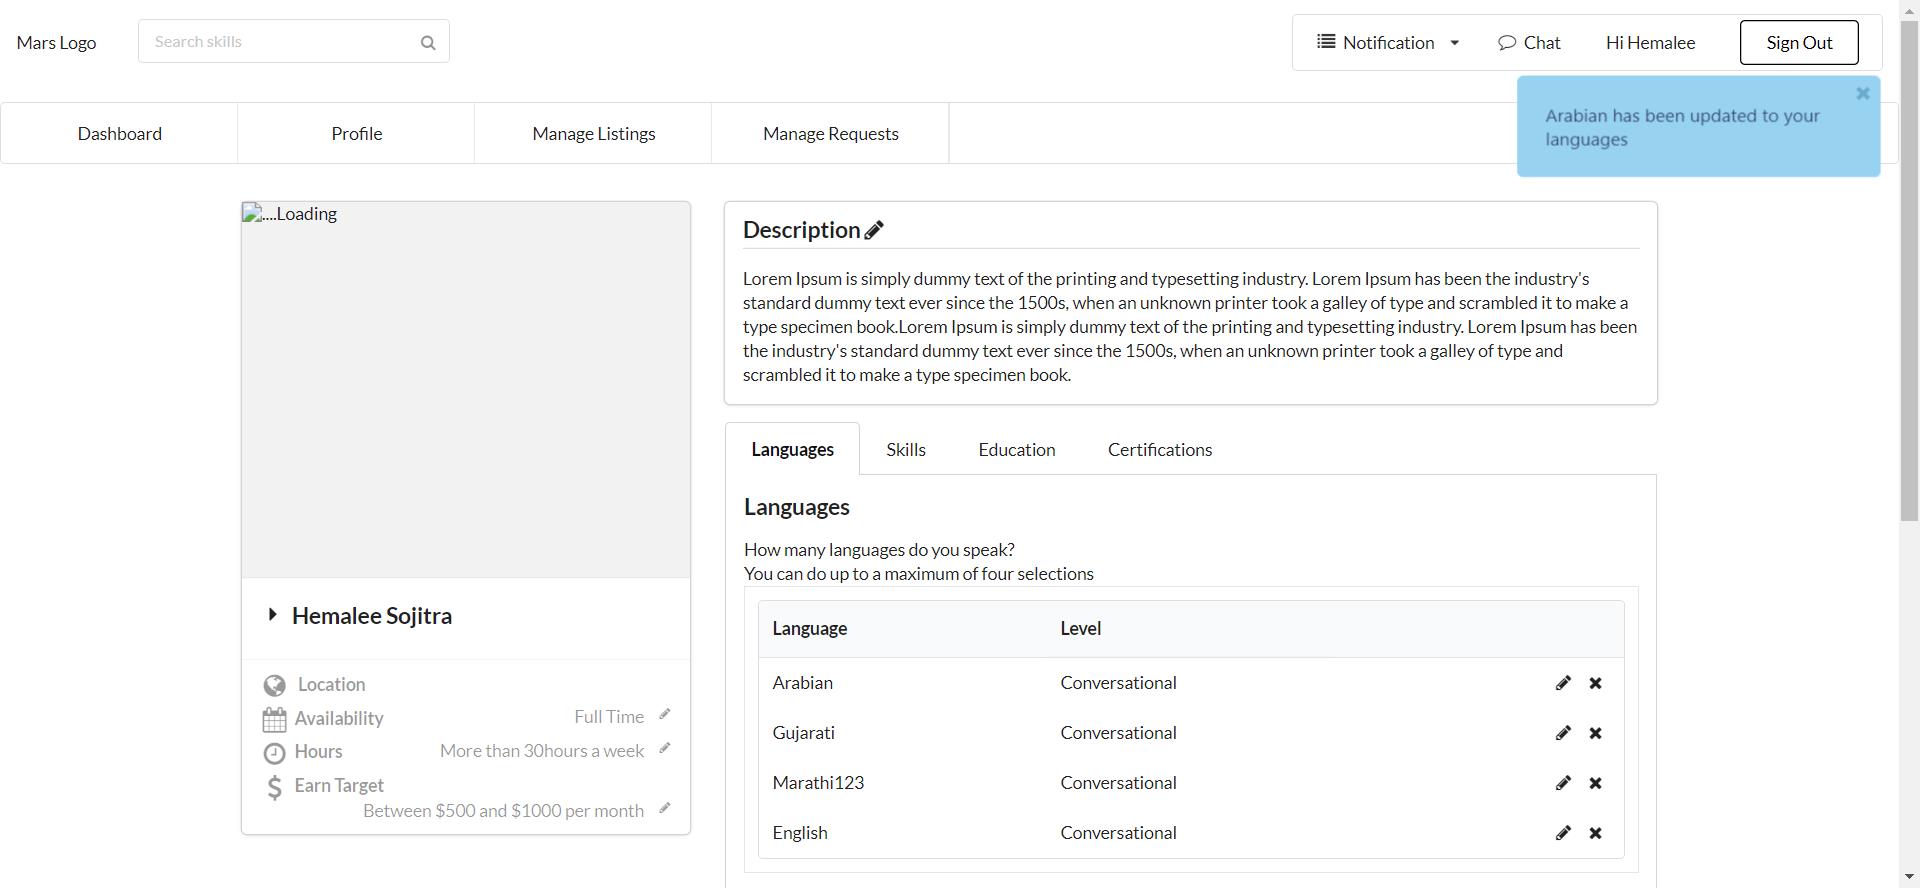 Mars Logo
Search skills
Notification
Chat
Hi Hemalee
Sign Out
Arabian has been updated to your
languages
Dashboard
Profile
Manage Listings
Manage Requests
....Loading
Hemalee Sojitra
Location
Availability
Full Time
Hours
More than 30hours a week
Earn Target
Between $500 and $1000 per month
Description
Lorem Ipsum is simply dummy text of the printing and typesetting industry. Lorem Ipsum has been the industry's
standard dummy text ever since the 1500s, when an unknown printer took a galley of type and scrambled it to make a
type specimen book.Lorem Ipsum is simply dummy text of the printing and typesetting industry. Lorem Ipsum has been
the industry's standard dummy text ever since the 1500s, when an unknown printer took a galley of type and
scrambled it to make a type specimen book.
Languages
Skills
Education
Certifications
Languages
How many languages do you speak?
You can do up to a maximum of four selections
Language
Level
Arabian
Conversational
Gujarati
Conversational
Marathi123
Conversational
English
Conversational